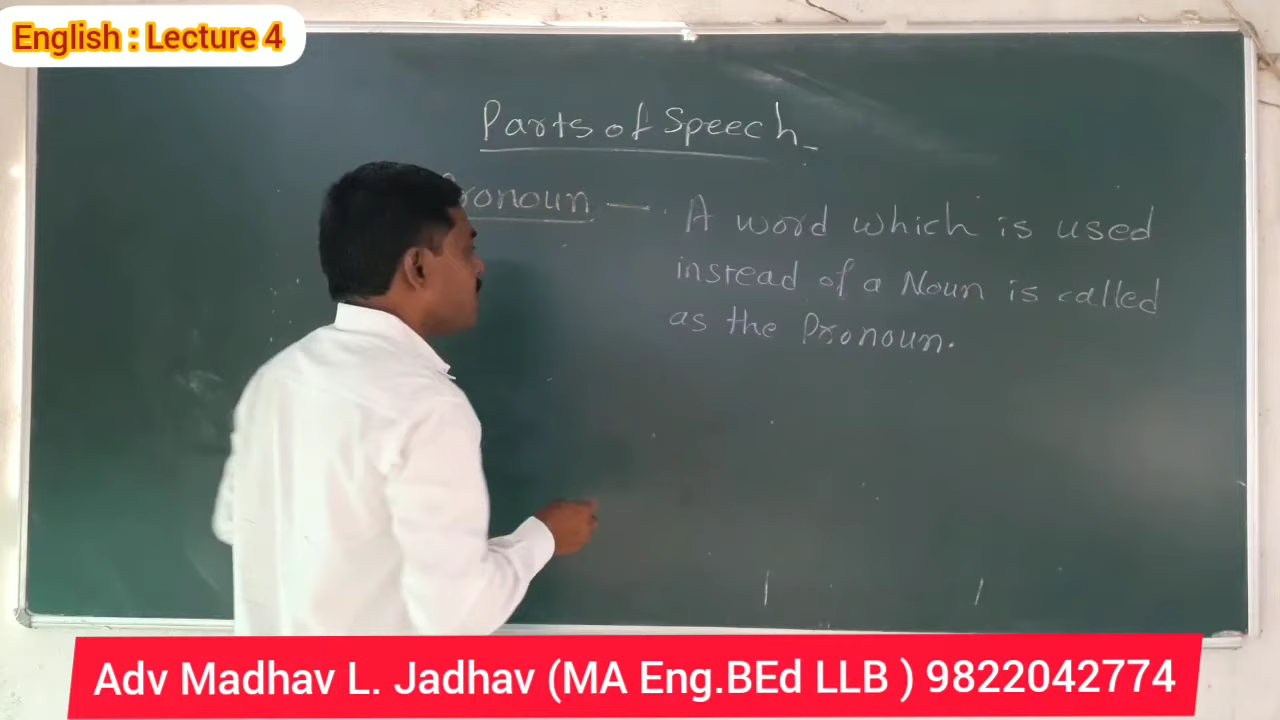 English : Lecture 4
Parts of Speech
Pronoun — A word which is used
instead of a Noun is called
as the Pronoun.
Adv Madhav L. Jadhav (MA Eng.BEd LLB ) 9822042774